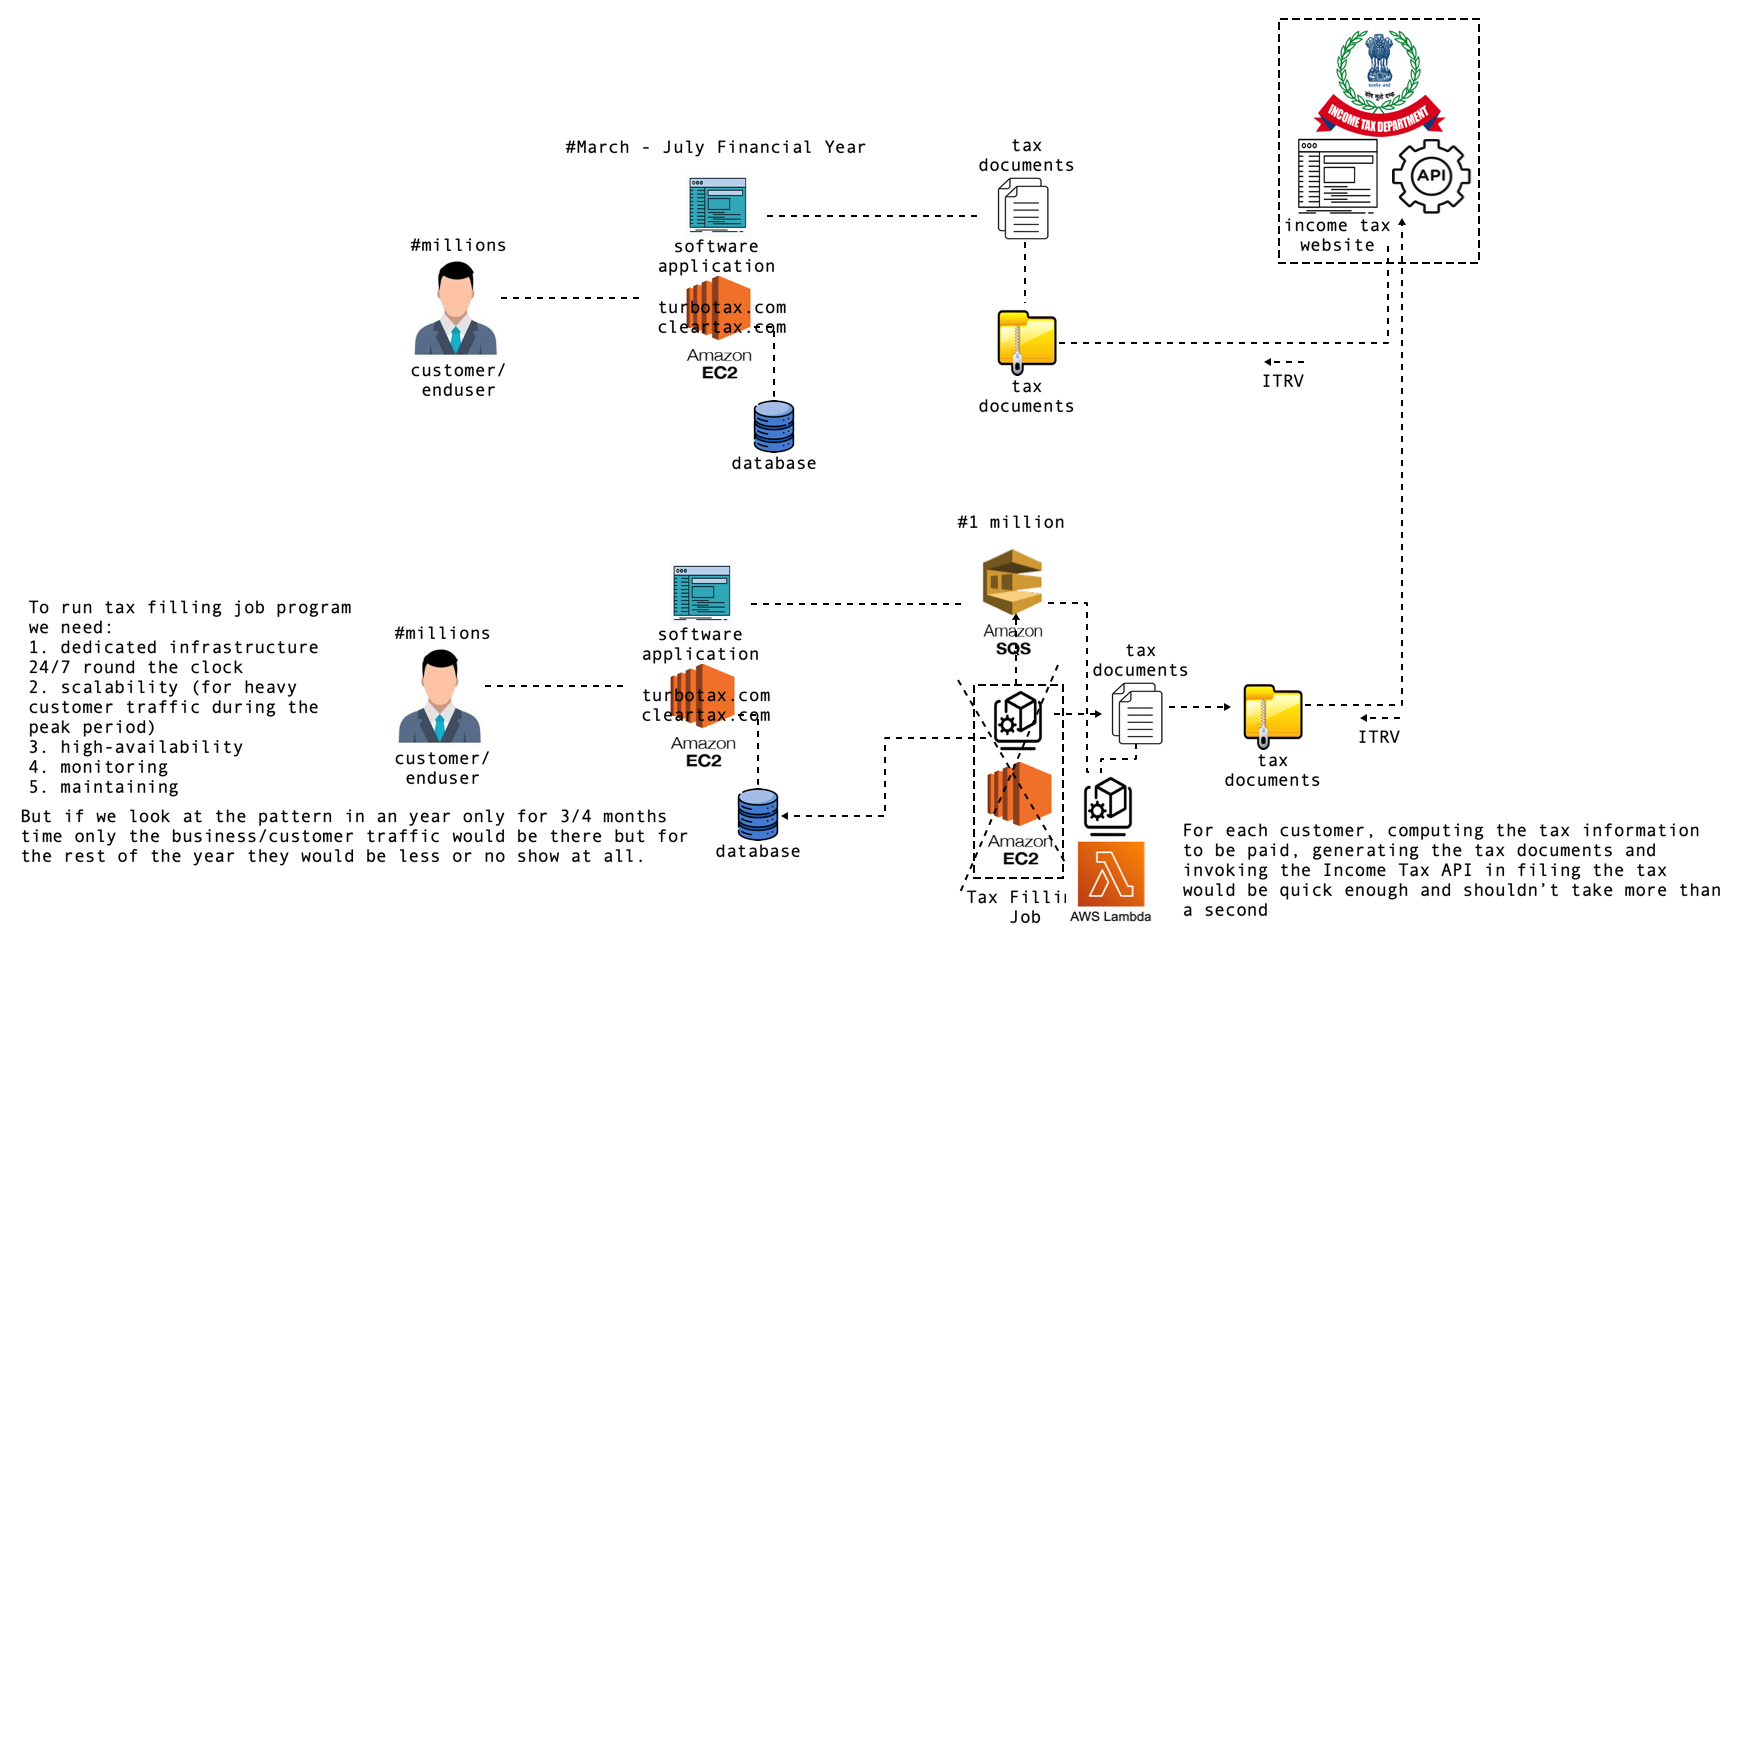 INCOME TAX DEPARTMENT
API
income tax
website
#March - July Financial Year
tax
documents
software
application
#millions
turbotax.com
cleartax.com
Amazon
EC2
customer/
enduser
database
tax
documents
ITRV
#1 million
Amazon
SQS
To run tax filling job program
we need:
1. dedicated infrastructure
24/7 round the clock
2. scalability (for heavy
customer traffic during the
peak period)
3. high-availability
4. monitoring
5. maintaining
But if we look at the pattern in an year only for 3/4 months
time only the business/customer traffic would be there but for
the rest of the year they would be less or no show at all.
#millions
customer/
enduser
software
application
turbotax.com
cleartax.com
Amazon
EC2
database
tax
documents
Amazon
EC2
Tax Filli
Job
AWS Lambda
tax
documents
ITRV
For each customer, computing the tax information
to be paid, generating the tax documents and
invoking the Income Tax API in filing the tax
would be quick enough and shouldn't take more than
a second